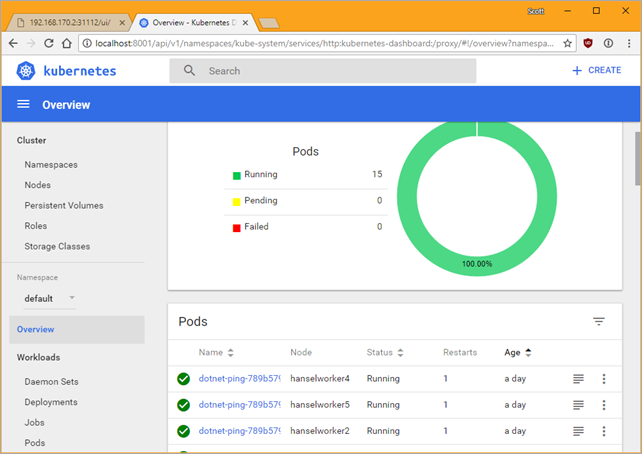 Scott
192.168.170.2:31112/ui/
Overview - Kubernetes D
localhost:8001/api/v1/namespaces/kube-system/services/http:kubernetes-dashboard:/proxy/#!/overview?namespa...
kubernetes
Search
+ CREATE
Overview
Cluster
Namespaces
Nodes
Persistent Volumes
Roles
Storage Classes
Namespace
default
Overview
Workloads
Daemon Sets
Deployments
Jobs
Pods
Pods
Running 15
Pending 0
Failed 0
100.00%
Pods
Name Node Status Restarts Age
dotnet-ping-789b579 hanselworker4 Running 1 a day
dotnet-ping-789b579 hanselworker5 Running 1 a day
dotnet-ping-789b579 hanselworker2 Running 1 a day